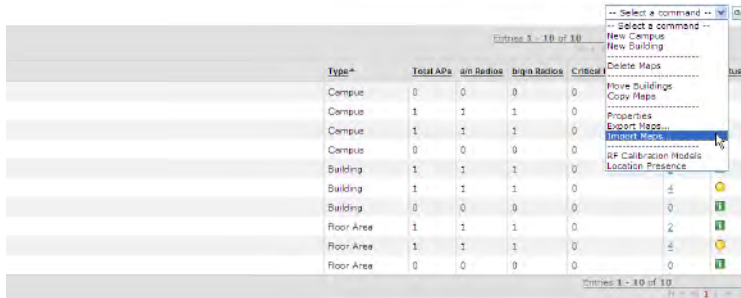 -- Select a command --
-- Select a command --
New Campus
New Building
Entries 1 - 10 of 10
Delete Maps
Move Buildings
Copy Maps
Properties
Export Maps...
Import Maps...
RF Calibration Models
Location Presence
Type Total APs a/n Radios b/g/n Radios Critical
Campus 0 0 0 0
Campus 1 1 1 0
Campus 1 1 1 0
Campus 0 0 0 0
Building 1 1 1 0
Building 1 1 1 0 4
Building 0 0 0 0 0
Floor Area 1 1 1 0 2
Floor Area 1 1 1 0 4
Floor Area 0 0 0 0 0
Entries 1 - 10 of 10
1